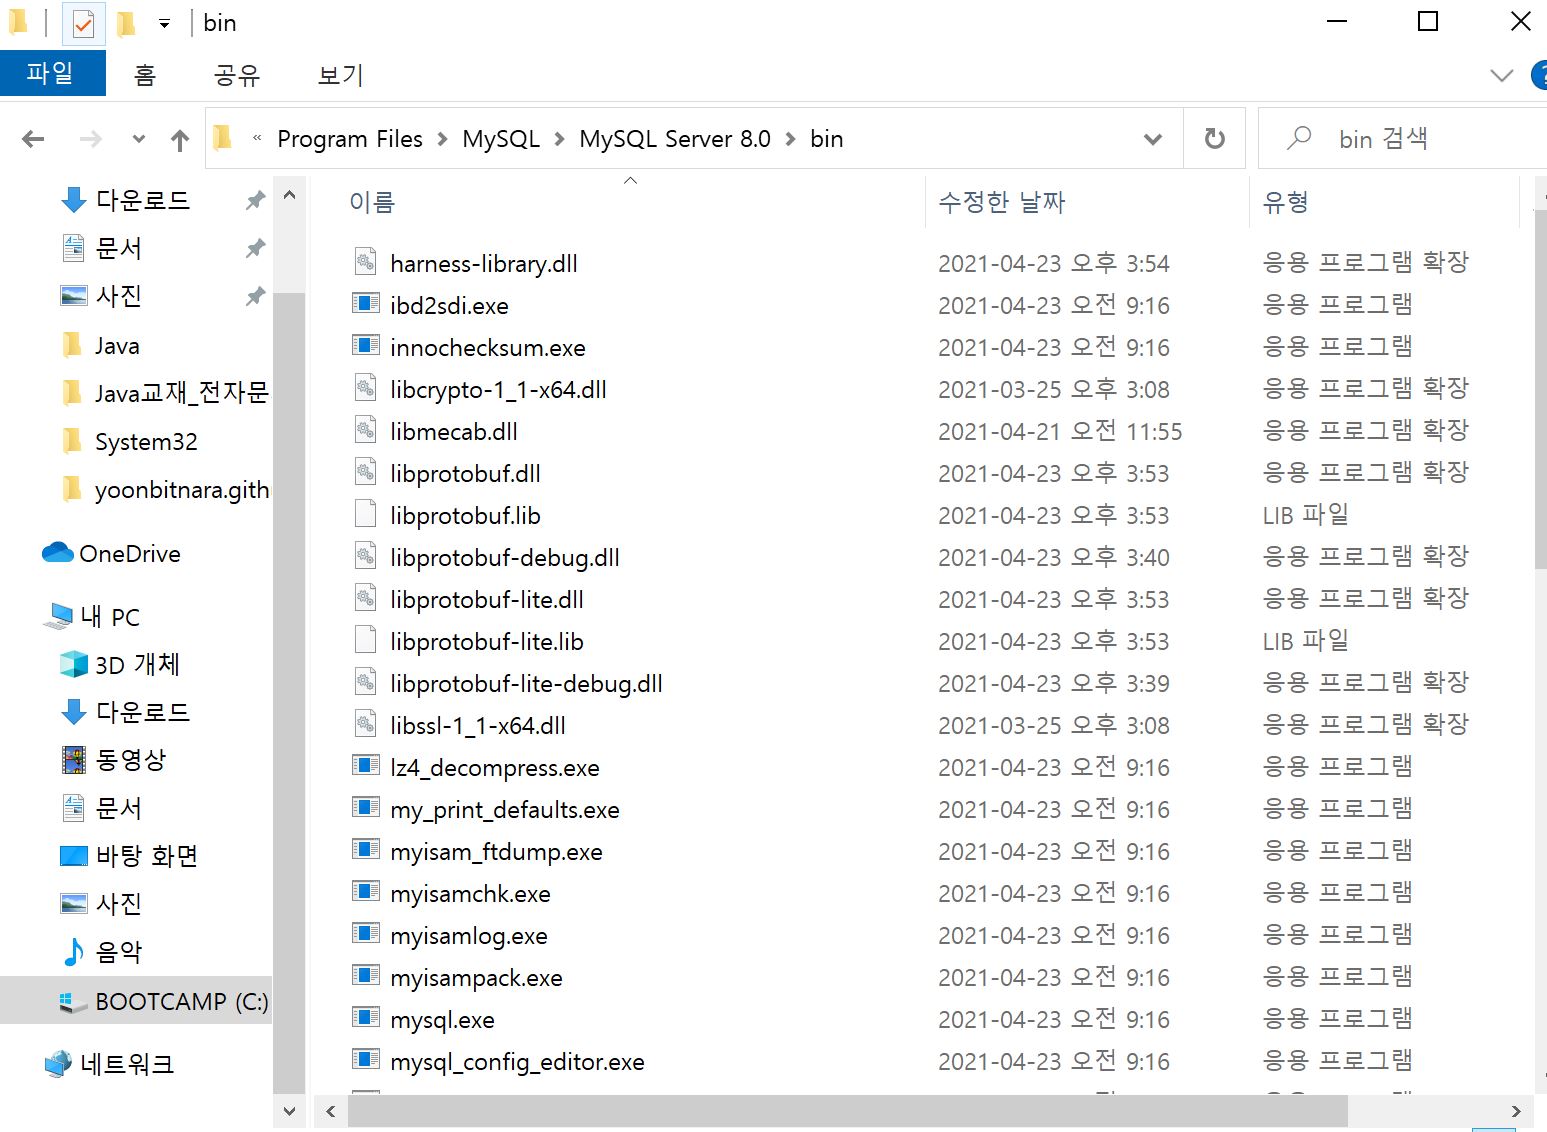 bin
파일 홈 공유 보기
« Program Files > MySQL > MySQL Server 8.0 > bin
bin 검색
다운로드
문서
사진
Java
Java교재_전자문
System32
yoonbitnara.gith
OneDrive
내 PC
3D 개체
다운로드
동영상
문서
바탕 화면
사진
음악
BOOTCAMP (C:)
네트워크
이름 수정한 날짜 유형
harness-library.dll 2021-04-23 오후 3:54 응용 프로그램 확장
ibd2sdi.exe 2021-04-23 오전 9:16 응용 프로그램
innochecksum.exe 2021-04-23 오전 9:16 응용 프로그램
libcrypto-1_1-x64.dll 2021-03-25 오후 3:08 응용 프로그램 확장
libmecab.dll 2021-04-21 오전 11:55 응용 프로그램 확장
libprotobuf.dll 2021-04-23 오후 3:53 응용 프로그램 확장
libprotobuf.lib 2021-04-23 오후 3:53 LIB 파일
libprotobuf-debug.dll 2021-04-23 오후 3:40 응용 프로그램 확장
libprotobuf-lite.dll 2021-04-23 오후 3:53 응용 프로그램 확장
libprotobuf-lite.lib 2021-04-23 오후 3:53 LIB 파일
libprotobuf-lite-debug.dll 2021-04-23 오후 3:39 응용 프로그램 확장
libssl-1_1-x64.dll 2021-03-25 오후 3:08 응용 프로그램 확장
lz4_decompress.exe 2021-04-23 오전 9:16 응용 프로그램
my_print_defaults.exe 2021-04-23 오전 9:16 응용 프로그램
myisam_ftdump.exe 2021-04-23 오전 9:16 응용 프로그램
myisamchk.exe 2021-04-23 오전 9:16 응용 프로그램
myisamlog.exe 2021-04-23 오전 9:16 응용 프로그램
myisampack.exe 2021-04-23 오전 9:16 응용 프로그램
mysql.exe 2021-04-23 오전 9:16 응용 프로그램
mysql_config_editor.exe 2021-04-23 오전 9:16 응용 프로그램